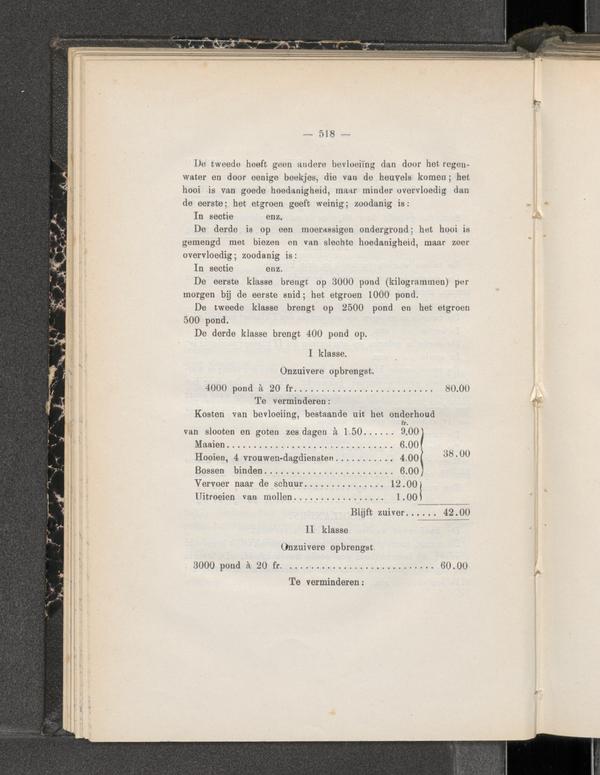 — 518 —
De tweede heeft geen andere bevloeiïng dan door het regen-
water en door eenige beekjes, die van de heuvels komen; het
hooi is van goede hoedanigheid, maar minder overvloedig dan
de eerste; het etgroen geeft weinig; zoodanig is:
In sectie enz.
De derde is op een moerassigen ondergrond; het hooi is
gemengd met biezen en van slechte hoedanigheid, maar zeer
overvloedig; zoodanig is:
In sectie enz.
De eerste klasse brengt op 3000 pond (kilogrammen) per
morgen bij de eerste snid; het etgroen 1000 pond.
De tweede klasse brengt op 2500 pond en het etgroen
500 pond.
De derde klasse brengt 400 pond op.
I klasse.
Onzuivere opbrengst.
4000 pond à 20 fr.......................... 80.00
Te verminderen:
Kosten van bevloeiing, bestaande uit het onderhoud
fr.
van slooten en goten zes dagen à 1.50...... 9.00
Maaien............................... 6.00
Hooien, 4 vrouwen-dagdiensten........... 4.00 38.00
Bossen binden........................ 6.00
Vervoer naar de schuur............... 12.00
Uitroeien van mollen................. 1.00
Blijft zuiver...... 42.00
II klasse
Onzuivere opbrengst
3000 pond à 20 fr. ........................... 60.00
Te verminderen: